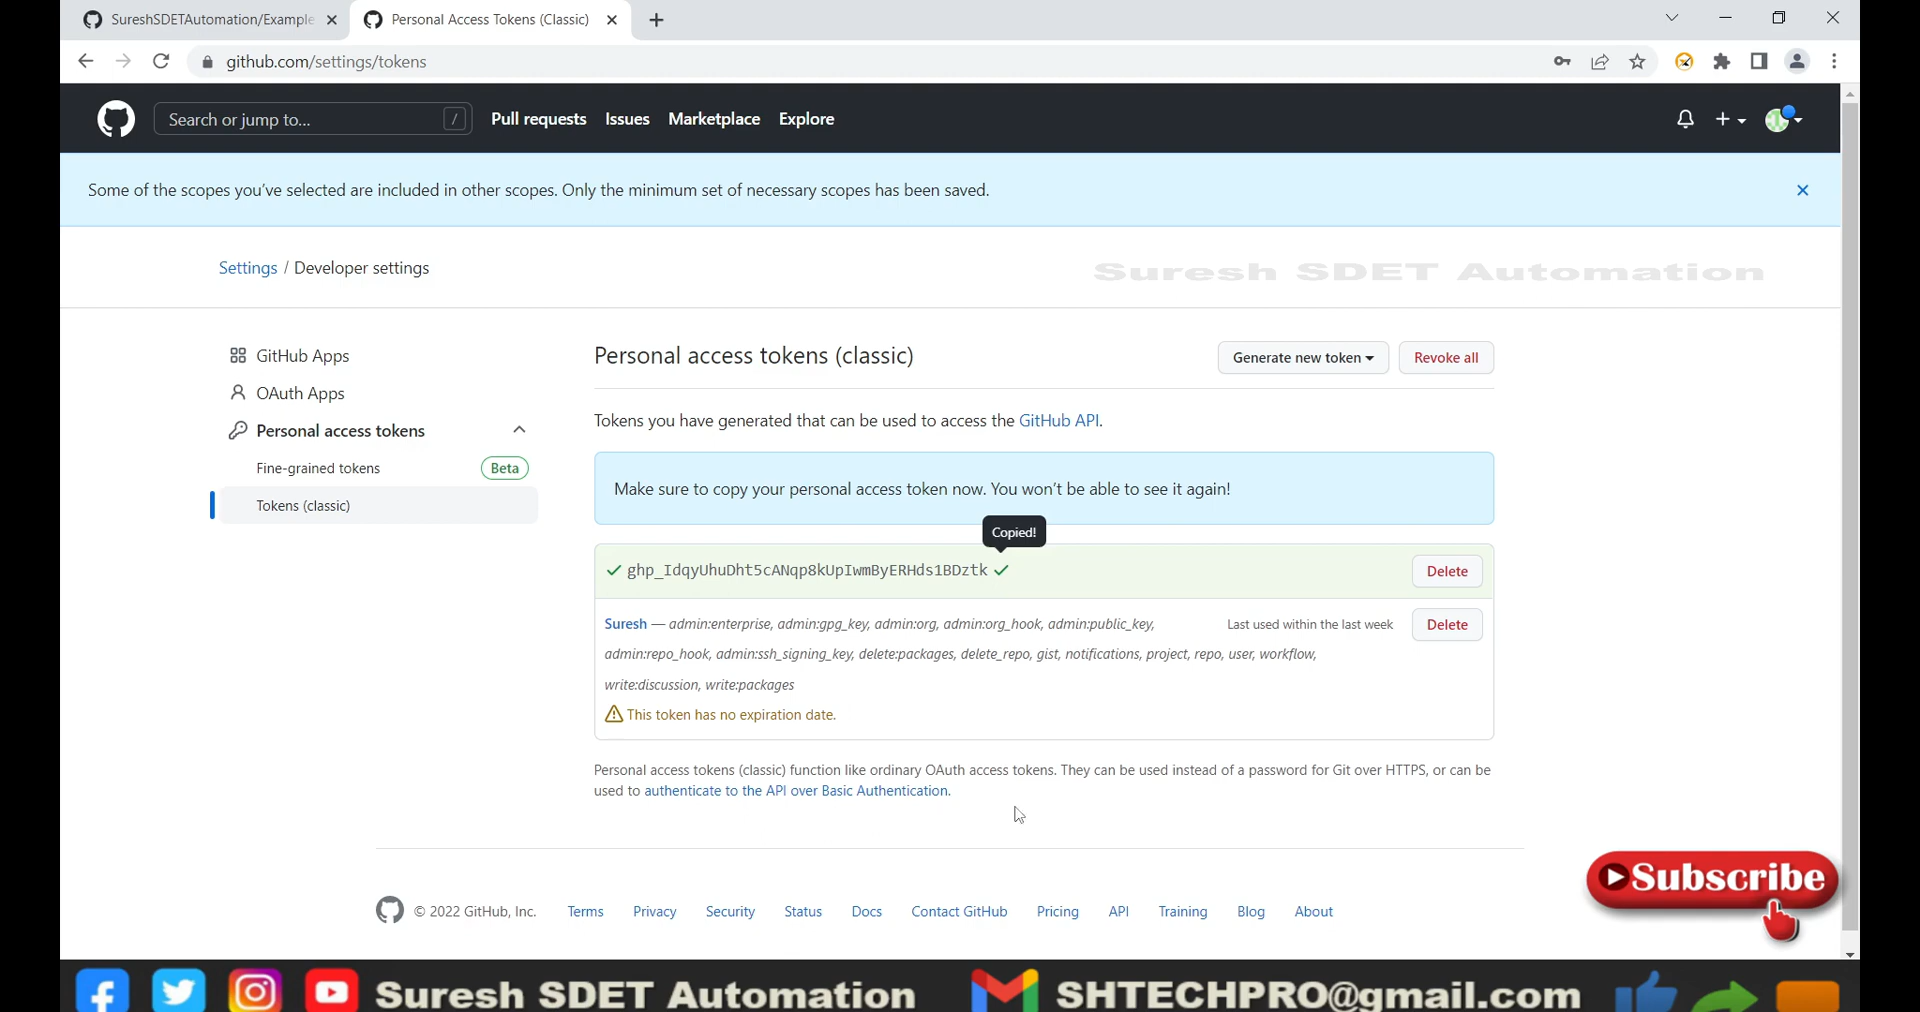 SureshSDETAutomation/Example
Personal Access Tokens (Classic)
github.com/settings/tokens
Search or jump to...
/
Pull requests
Issues
Marketplace
Explore
Some of the scopes you've selected are included in other scopes. Only the minimum set of necessary scopes has been saved.
Settings / Developer settings
Suresh SDET Automation
GitHub Apps
OAuth Apps
Personal access tokens
Fine-grained tokens
Beta
Tokens (classic)
Personal access tokens (classic)
Generate new token
Revoke all
Tokens you have generated that can be used to access the GitHub API.
Make sure to copy your personal access token now. You won't be able to see it again!
Copied!
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
Delete
Suresh — admin:enterprise, admin:gpg_key, admin:org, admin:org_hook, admin:public_key,
admin:repo_hook, admin:ssh_signing_key, delete:packages, delete_repo, gist, notifications, project, repo, user, workflow,
write:discussion, write:packages
Last used within the last week
Delete
This token has no expiration date.
Personal access tokens (classic) function like ordinary OAuth access tokens. They can be used instead of a password for Git over HTTPS, or can be
used to authenticate to the API over Basic Authentication.
© 2022 GitHub, Inc.
Terms
Privacy
Security
Status
Docs
Contact GitHub
Pricing
API
Training
Blog
About
Subscribe
Suresh SDET Automation
SHTECHPRO@gmail.com